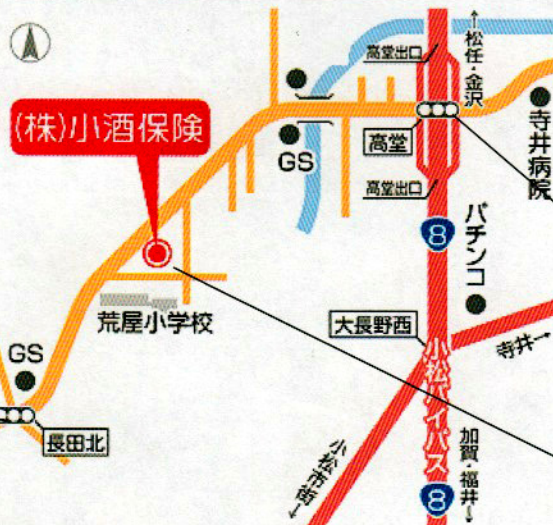 ↑松任・金沢
高堂出口
(株)小酒保険
高堂
寺井病院
GS
高堂出口
8
パチンコ
荒屋小学校
大長野西
寺井→
GS
小松バイパス
長田北
小松市街↓
加賀・福井↓
8